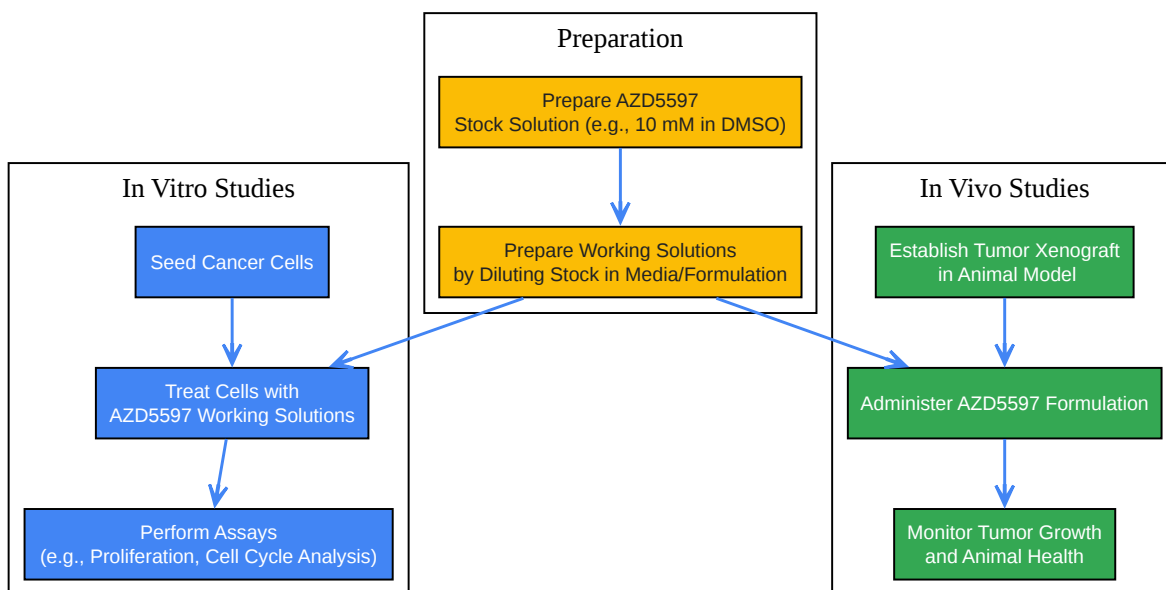 Preparation
Prepare AZD5597
Stock Solution (e.g., 10 mM in DMSO)
Prepare Working Solutions
by Diluting Stock in Media/Formulation
In Vitro Studies
Seed Cancer Cells
Treat Cells with
AZD5597 Working Solutions
Perform Assays
(e.g., Proliferation, Cell Cycle Analysis)
In Vivo Studies
Establish Tumor Xenograft
in Animal Model
Administer AZD5597 Formulation
Monitor Tumor Growth
and Animal Health